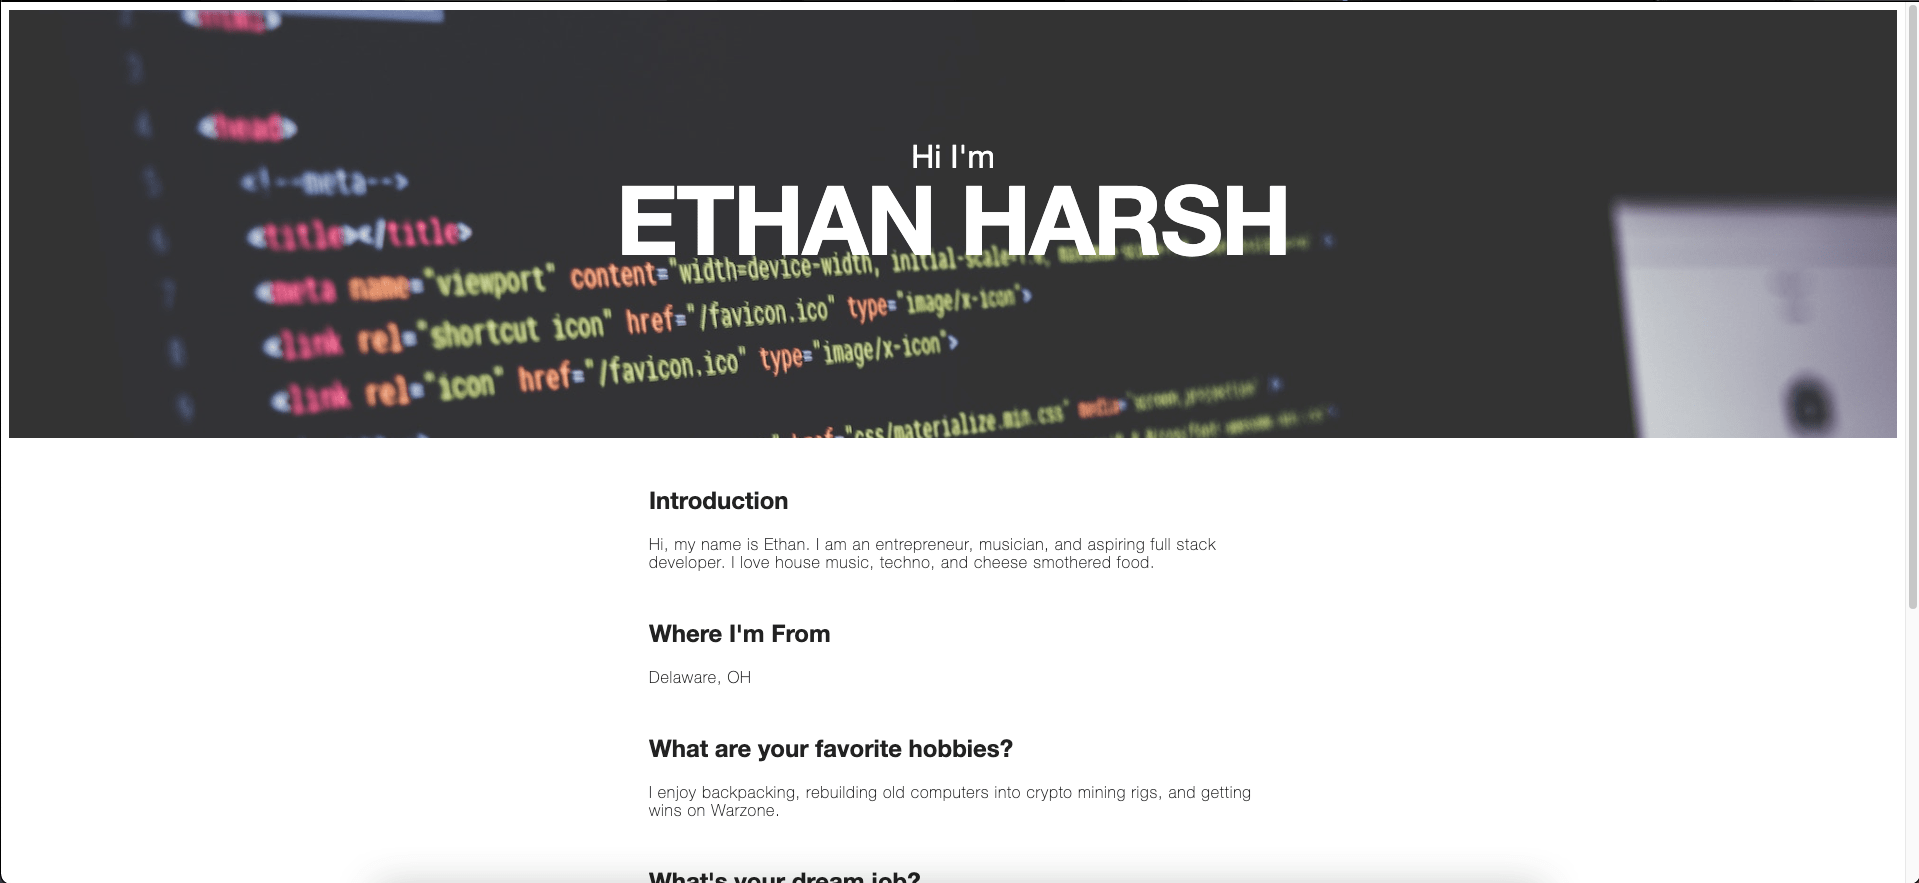 <head>
<!--meta-->
<title></title>
Hi I'm
ETHAN HARSH
<meta name="viewport" content="width=device-width, initial-scale=1.0,
<link rel="shortcut icon" href="/favicon.ico" type="image/x-icon">
<link rel="icon" href="/favicon.ico" type="image/x-icon">
href="css/materialize.min.css" media="screen,projection" >
Introduction
Hi, my name is Ethan. I am an entrepreneur, musician, and aspiring full stack
developer. I love house music, techno, and cheese smothered food.
Where I'm From
Delaware, OH
What are your favorite hobbies?
I enjoy backpacking, rebuilding old computers into crypto mining rigs, and getting
wins on Warzone.
What's your dream job?